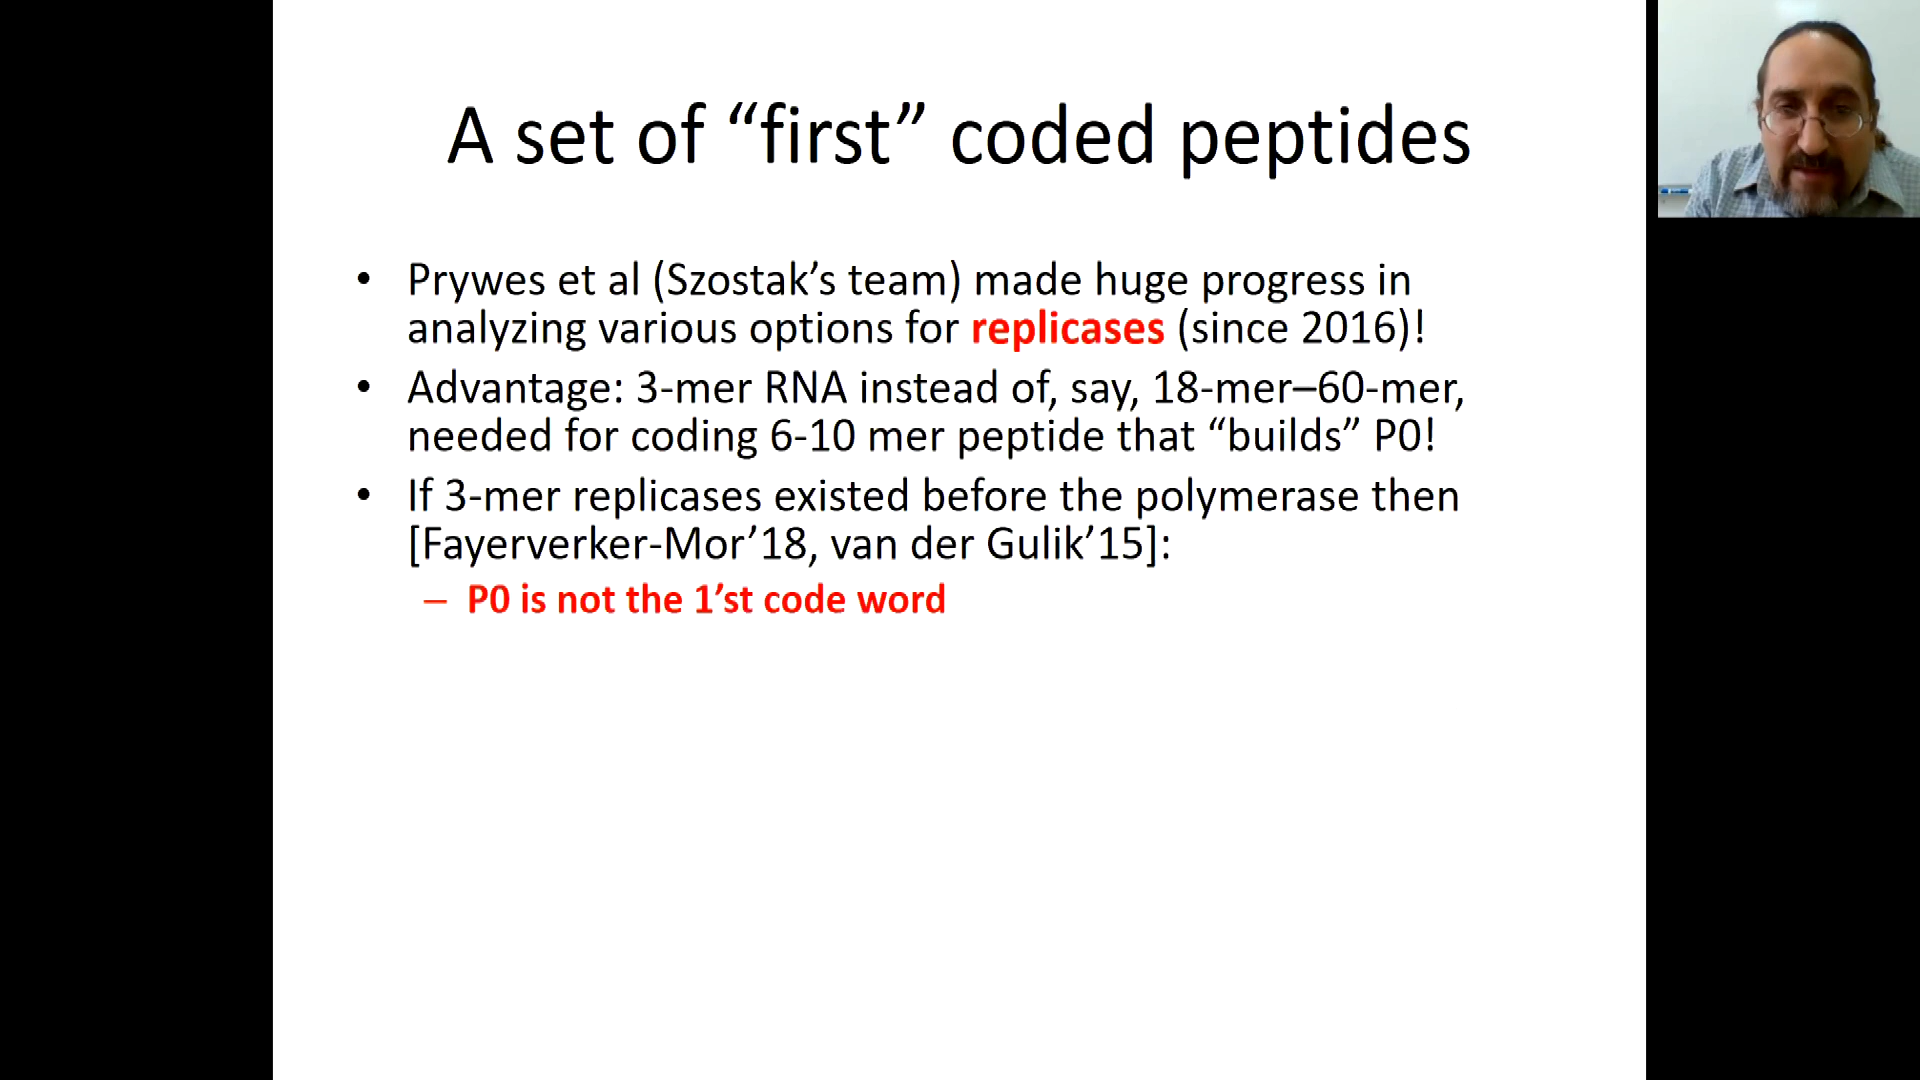 A set of “first” coded peptides
• Prywes et al (Szostak’s team) made huge progress in
analyzing various options for replicases (since 2016)!
• Advantage: 3-mer RNA instead of, say, 18-mer–60-mer,
needed for coding 6-10 mer peptide that “builds” P0!
• If 3-mer replicases existed before the polymerase then
[Fayerverker-Mor’18, van der Gulik’15]:
– P0 is not the 1’st code word